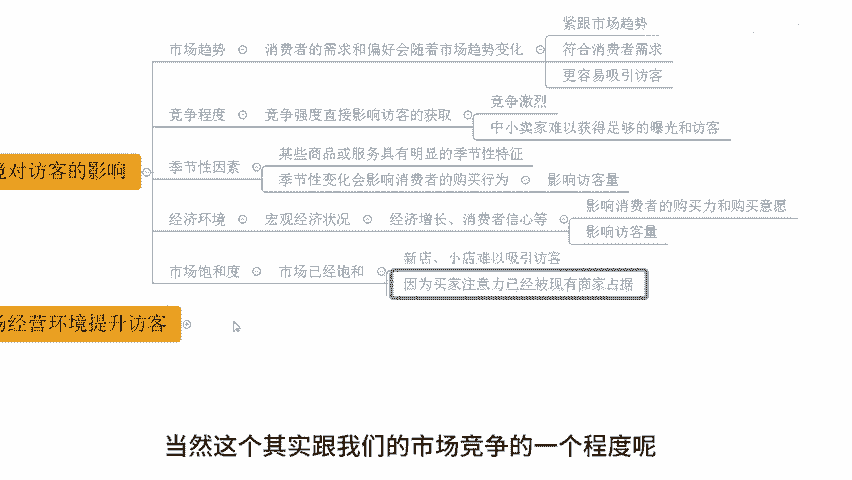 紧跟市场趋势
市场趋势 消费者的需求和偏好会随着市场趋势变化 符合消费者需求
更容易吸引访客
竞争激烈
竞争程度 竞争强度直接影响访客的获取
中小卖家难以获得足够的曝光和访客
某些商品或服务具有明显的季节性特征
境对访客的影响 季节性因素
季节性变化会影响消费者的购买行为 影响访客量
影响消费者的购买力和购买意愿
经济环境 宏观经济状况 经济增长、消费者信心等
影响访客量
新店、小店难以吸引访客
市场饱和度 市场已经饱和
因为买家注意力已经被现有商家占据
场经营环境提升访客
当然这个其实跟我们的市场竞争的一个程度呢